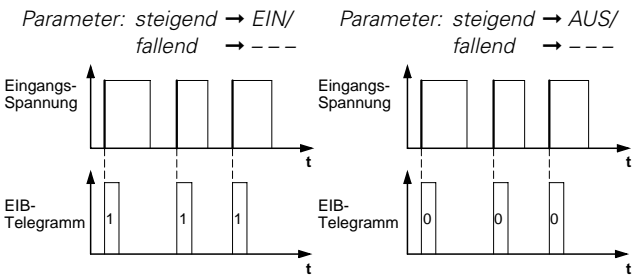 Parameter: steigend → EIN/
fallend → – – –
Eingangs-
Spannung
t
EIB-
Telegramm
1 1 1
t
Parameter: steigend → AUS/
fallend → – – –
Eingangs-
Spannung
t
EIB-
Telegramm
0 0 0
t